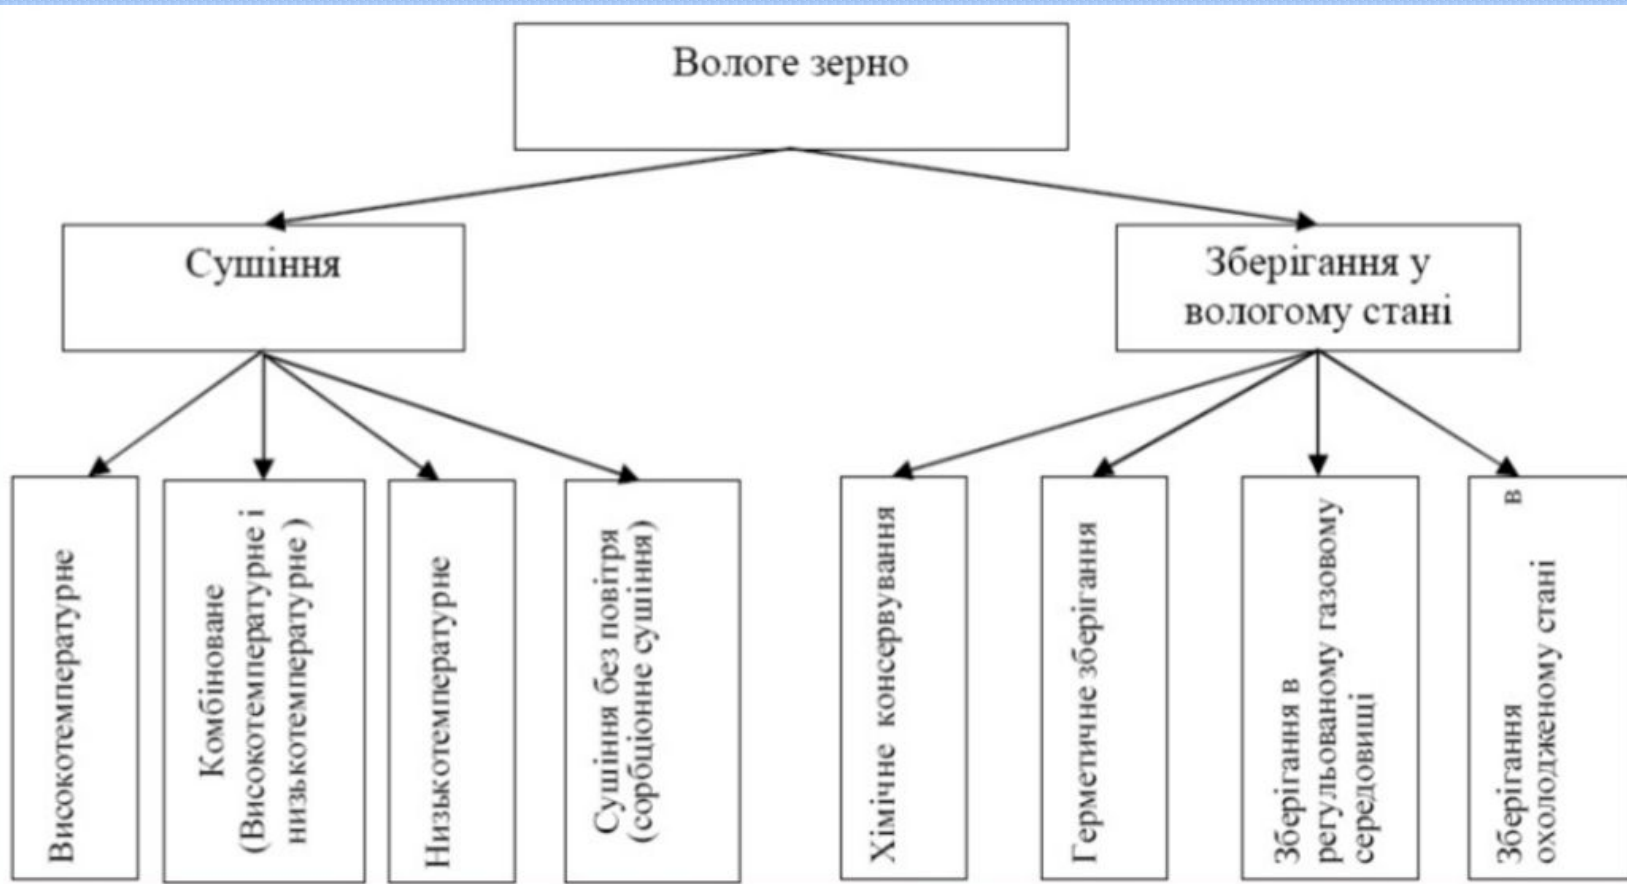 Вологе зерно
Сушіння
Зберігання у
вологому стані
Високотемпературне
Комбіноване
(Високотемпературне і
низькотемпературне )
Низькотемпературне
Сушіння без повітря
(сорбціонне сушіння)
Хімічне консервування
Герметичне зберігання
Зберігання в
регульованому газовому
середовищі
Зберігання в
охолодженому стані